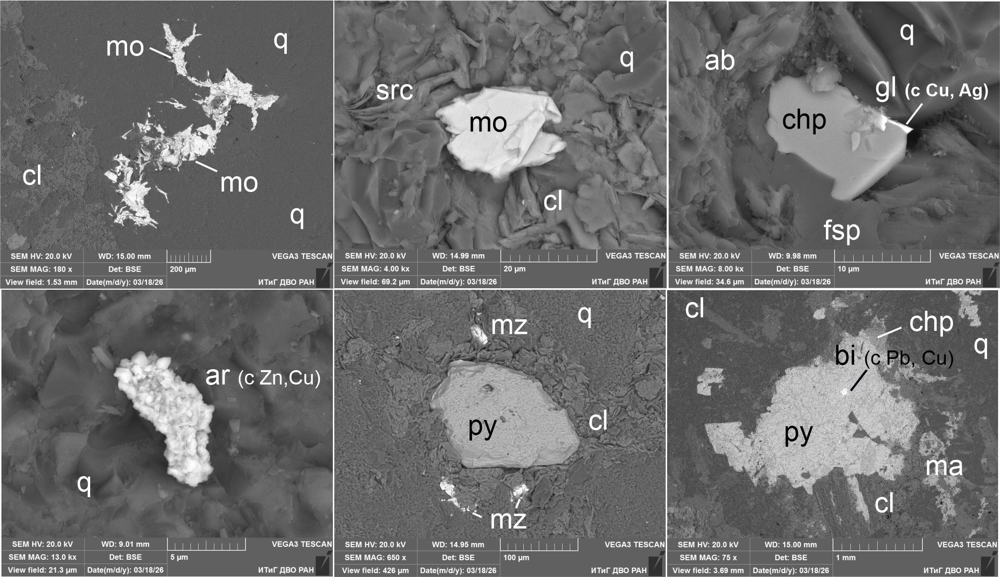 mo
q
cl
mo
q
SEM HV: 20.0 kV WD: 15.00 mm VEGA3 TESCAN
SEM MAG: 180 x Det: BSE 200 µm
View field: 1.53 mm Date(m/d/y): 03/18/26 ИТиГ ДВО РАН
q
src
mo
cl
SEM HV: 20.0 kV WD: 14.99 mm VEGA3 TESCAN
SEM MAG: 4.00 kx Det: BSE 20 µm
View field: 69.2 µm Date(m/d/y): 03/18/26 ИТиГ ДВО РАН
q
ab
gl (с Cu, Ag)
chp
fsp
SEM HV: 20.0 kV WD: 9.98 mm VEGA3 TESCAN
SEM MAG: 8.00 kx Det: BSE 10 µm
View field: 34.6 µm Date(m/d/y): 03/18/26 ИТиГ ДВО РАН
ar (с Zn,Cu)
q
SEM HV: 20.0 kV WD: 9.01 mm VEGA3 TESCAN
SEM MAG: 13.0 kx Det: BSE 5 µm
View field: 21.3 µm Date(m/d/y): 03/18/26 ИТиГ ДВО РАН
q
mz
py
cl
mz
SEM HV: 20.0 kV WD: 14.95 mm VEGA3 TESCAN
SEM MAG: 650 x Det: BSE 100 µm
View field: 426 µm Date(m/d/y): 03/18/26 ИТиГ ДВО РАН
cl
chp
q
bi (с Pb, Cu)
py
ma
cl
SEM HV: 20.0 kV WD: 15.00 mm VEGA3 TESCAN
SEM MAG: 75 x Det: BSE 1 mm
View field: 3.69 mm Date(m/d/y): 03/18/26 ИТиГ ДВО РАН